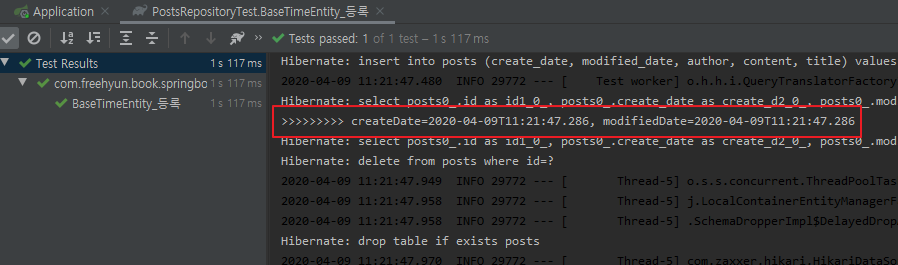 Application × PostsRepositoryTest.BaseTimeEntity_등록 ×
Tests passed: 1 of 1 test – 1 s 117 ms
Test Results 1 s 117 ms
com.freehyun.book.springbo 1 s 117 ms
BaseTimeEntity_등록 1 s 117 ms
Hibernate: insert into posts (create_date, modified_date, author, content, title) values
2020-04-09 11:21:47.480 INFO 29772 --- [ Test worker] o.h.h.i.QueryTranslatorFactory
Hibernate: select posts0_.id as id1_0_, posts0_.create_date as create_d2_0_, posts0_.mod
>>>>>>>>> createDate=2020-04-09T11:21:47.286, modifiedDate=2020-04-09T11:21:47.286
Hibernate: select posts0_.id as id1_0_, posts0_.create_date as create_d2_0_, posts0_.mod
Hibernate: delete from posts where id=?
2020-04-09 11:21:47.949 INFO 29772 --- [ Thread-5] o.s.s.concurrent.ThreadPoolTas
2020-04-09 11:21:47.958 INFO 29772 --- [ Thread-5] j.LocalContainerEntityManagerF
2020-04-09 11:21:47.958 INFO 29772 --- [ Thread-5] .SchemaDropperImpl$DelayedDrop
Hibernate: drop table if exists posts
2020-04-09 11:21:47.970 INFO 29772 --- [ Thread-5] com.zaxxer.hikari.HikariDataSo